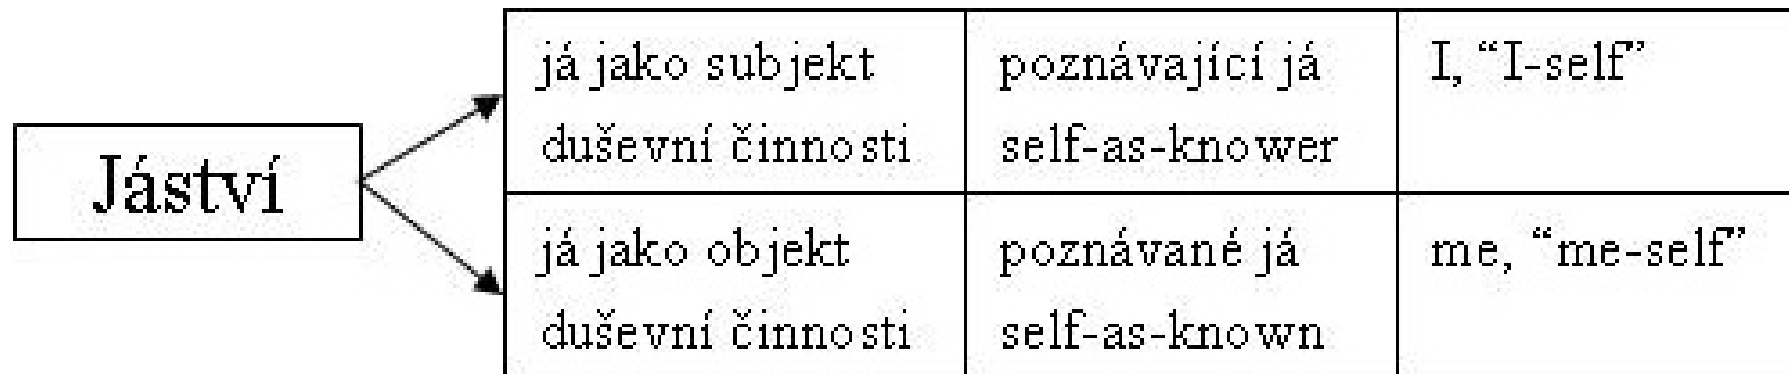 Jáství
já jako subjekt
duševní činnosti
poznávající já
self-as-knower
I, “I-self”
já jako objekt
duševní činnosti
poznávané já
self-as-known
me, “me-self”